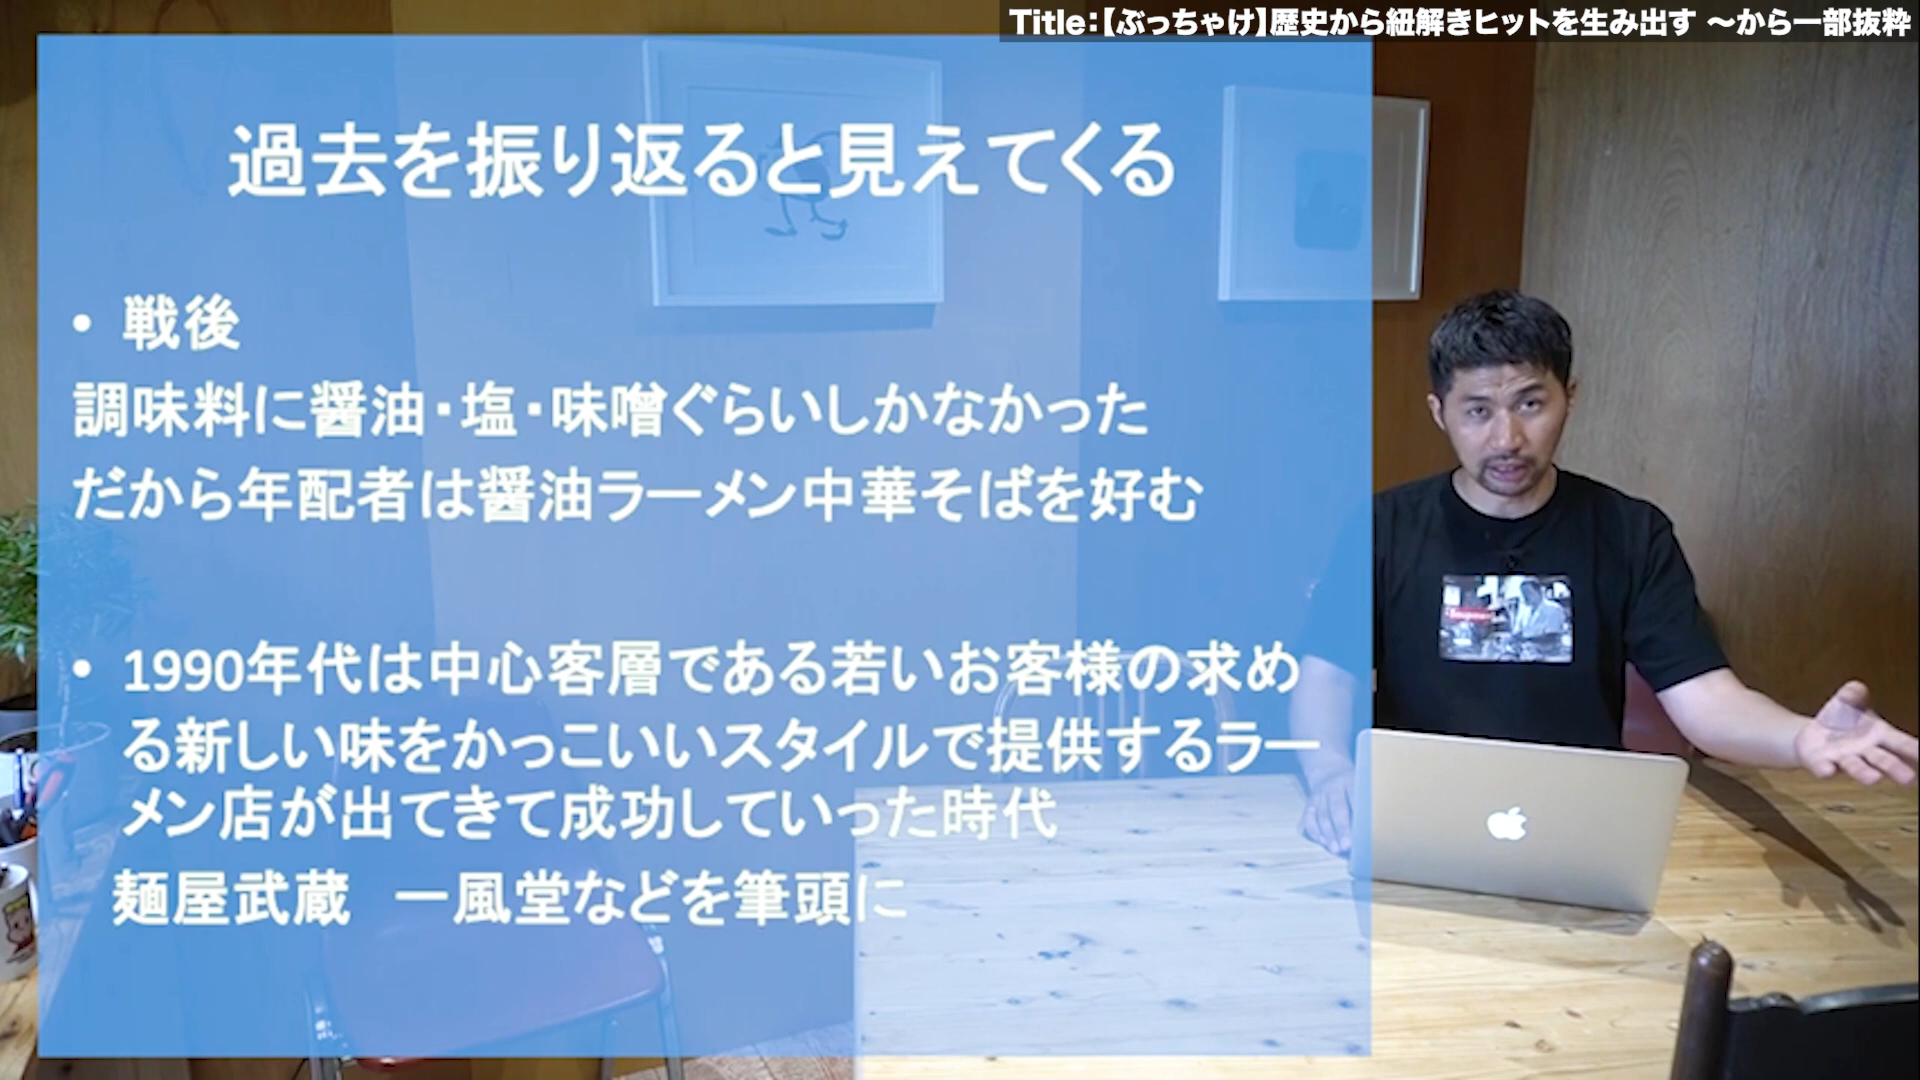 Title:【ぶっちゃけ】歴史から紐解きヒットを生み出す 〜から一部抜粋
過去を振り返ると見えてくる
• 戦後
調味料に醤油・塩・味噌ぐらいしかなかった
だから年配者は醤油ラーメン中華そばを好む
• 1990年代は中心客層である若いお客様の求め
る新しい味をかっこいいスタイルで提供するラー
メン店が出てきて成功していった時代
麺屋武蔵　一風堂などを筆頭に